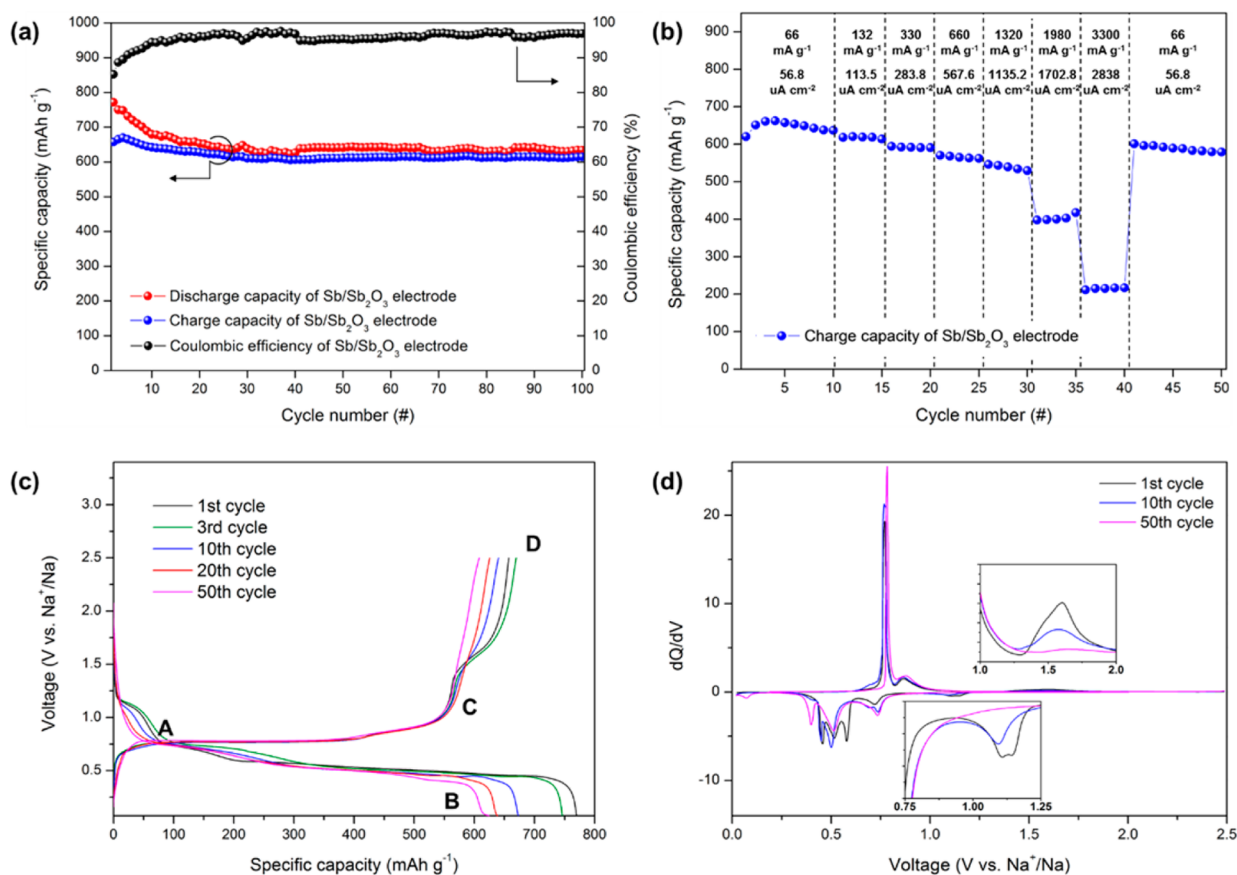 (a)
1000
900
800
700
600
500
400
300
200
100
0
Specific capacity (mAh g⁻¹)
100
90
80
70
60
50
40
30
20
10
0
Coulombic efficiency (%)
Discharge capacity of Sb/Sb₂O₃ electrode
Charge capacity of Sb/Sb₂O₃ electrode
Coulombic efficiency of Sb/Sb₂O₃ electrode
10 20 30 40 50 60 70 80 90 100
Cycle number (#)
(b)
900
800
700
600
500
400
300
200
100
0
Specific capacity (mAh g⁻¹)
66 132 330 660 1320 1980 3300 66
mA g⁻¹ mA g⁻¹ mA g⁻¹ mA g⁻¹ mA g⁻¹ mA g⁻¹ mA g⁻¹ mA g⁻¹
56.8 113.5 283.8 567.6 1135.2 1702.8 2838 56.8
uA cm⁻² uA cm⁻² uA cm⁻² uA cm⁻² uA cm⁻² uA cm⁻² uA cm⁻² uA cm⁻²
Charge capacity of Sb/Sb₂O₃ electrode
5 10 15 20 25 30 35 40 45 50
Cycle number (#)
(c)
3.0
2.5
2.0
1.5
1.0
0.5
Voltage (V vs. Na⁺/Na)
1st cycle
3rd cycle
10th cycle
20th cycle
50th cycle
D
C
A
B
0 100 200 300 400 500 600 700 800
Specific capacity (mAh g⁻¹)
(d)
20
10
0
-10
dQ/dV
1st cycle
10th cycle
50th cycle
1.0 1.5 2.0
0.75 1.00 1.25
0.0 0.5 1.0 1.5 2.0 2.5
Voltage (V vs. Na⁺/Na)